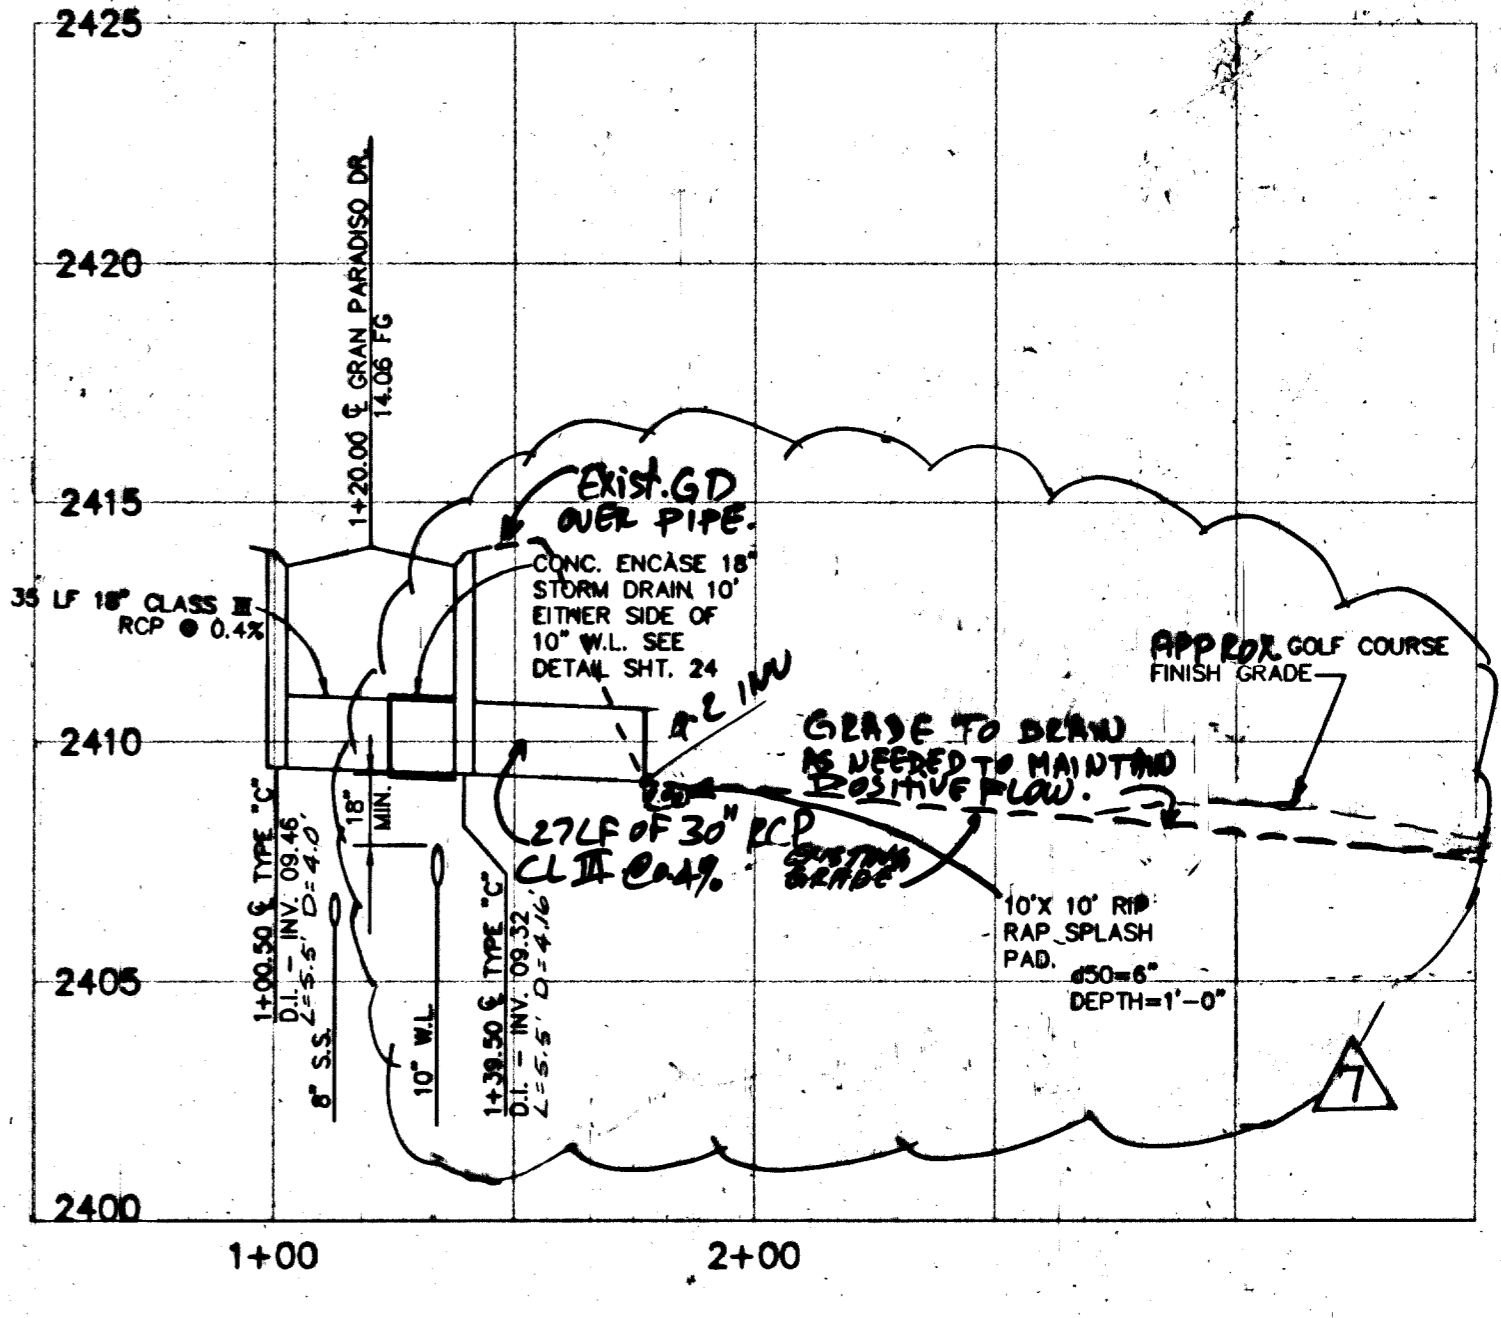 2425
2420
2415
2410
2405
2400
1+00
2+00
1+20.00 ℄ GRAN PARADISO DR.
14.06 FG
Exist. GD
OVER PIPE.
CONC. ENCASE 18"
STORM DRAIN 10'
EITHER SIDE OF
10" W.L. SEE
DETAIL SHT. 24
35 LF 18" CLASS III
RCP @ 0.4%
APPROX GOLF COURSE
FINISH GRADE
INV
GRADE TO DRAIN
AS NEEDED TO MAINTAIN
POSITIVE FLOW.
18"
MIN.
27LF OF 30" RCP
CL III @ 0.4%
EXISTING
GRADE
10'X 10' RIP
RAP SPLASH
PAD.
d50=6"
DEPTH=1'-0"
1+00.50 ℄ TYPE "C"
D.I. - INV. 09.46
L=5.5' D=4.0'
8" S.S.
10" W.L.
1+39.50 ℄ TYPE "C"
D.I. - INV. 09.32
L=5.5' D=4.16'
7